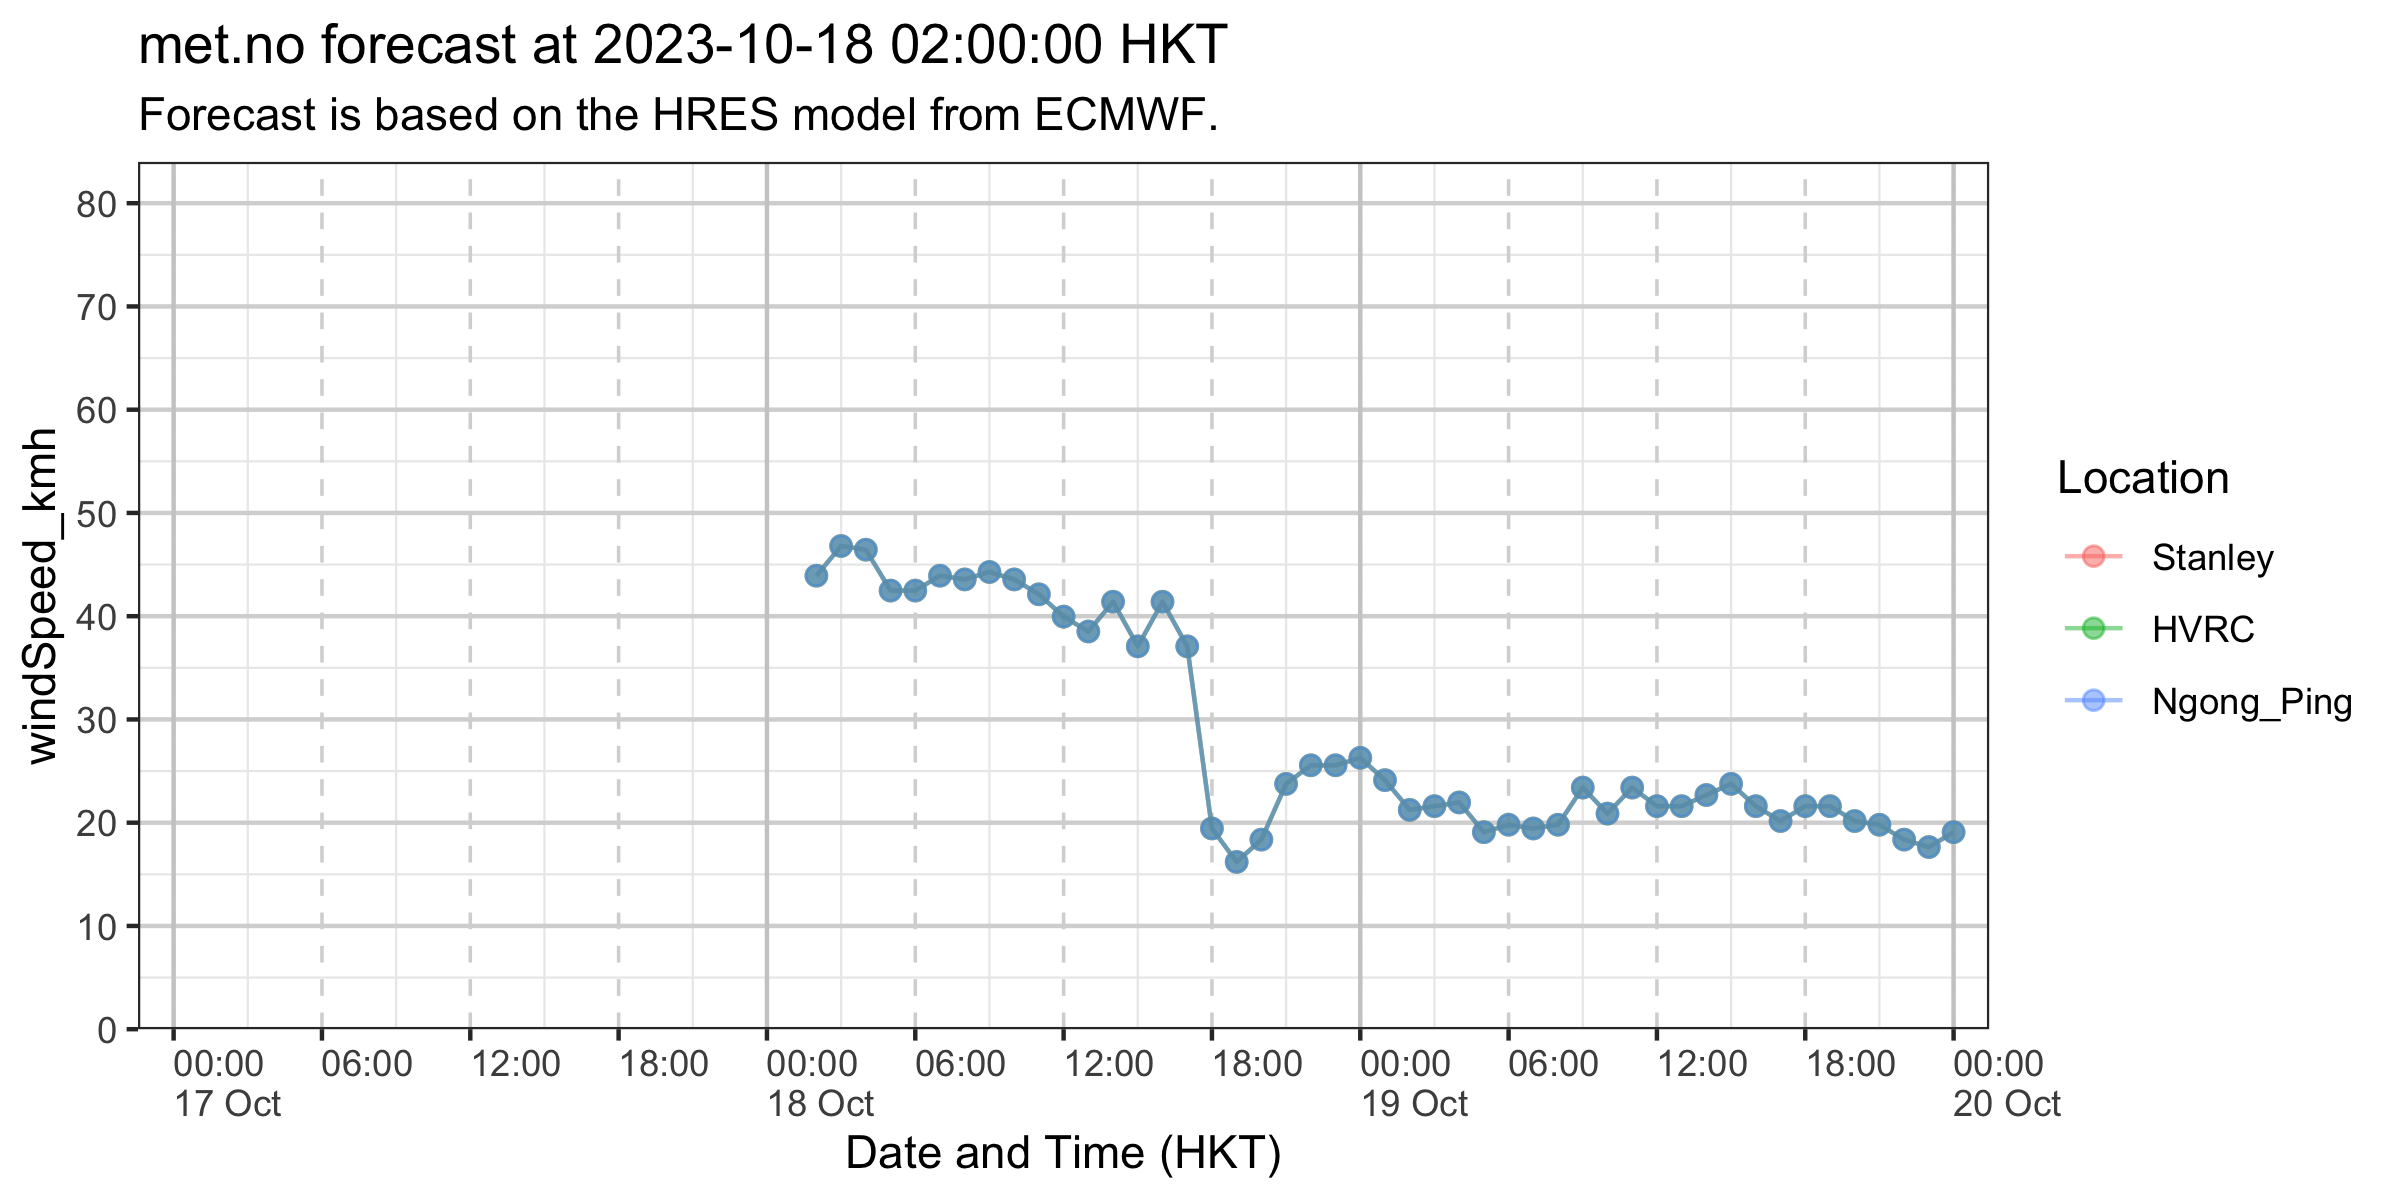 met.no forecast at 2023-10-18 02:00:00 HKT
Forecast is based on the HRES model from ECMWF.
windSpeed_kmh
80
70
60
50
40
30
20
10
0
00:00 06:00 12:00 18:00 00:00 06:00 12:00 18:00 00:00 06:00 12:00 18:00 00:00
17 Oct 18 Oct 19 Oct 20 Oct
Date and Time (HKT)
Location
Stanley
HVRC
Ngong_Ping